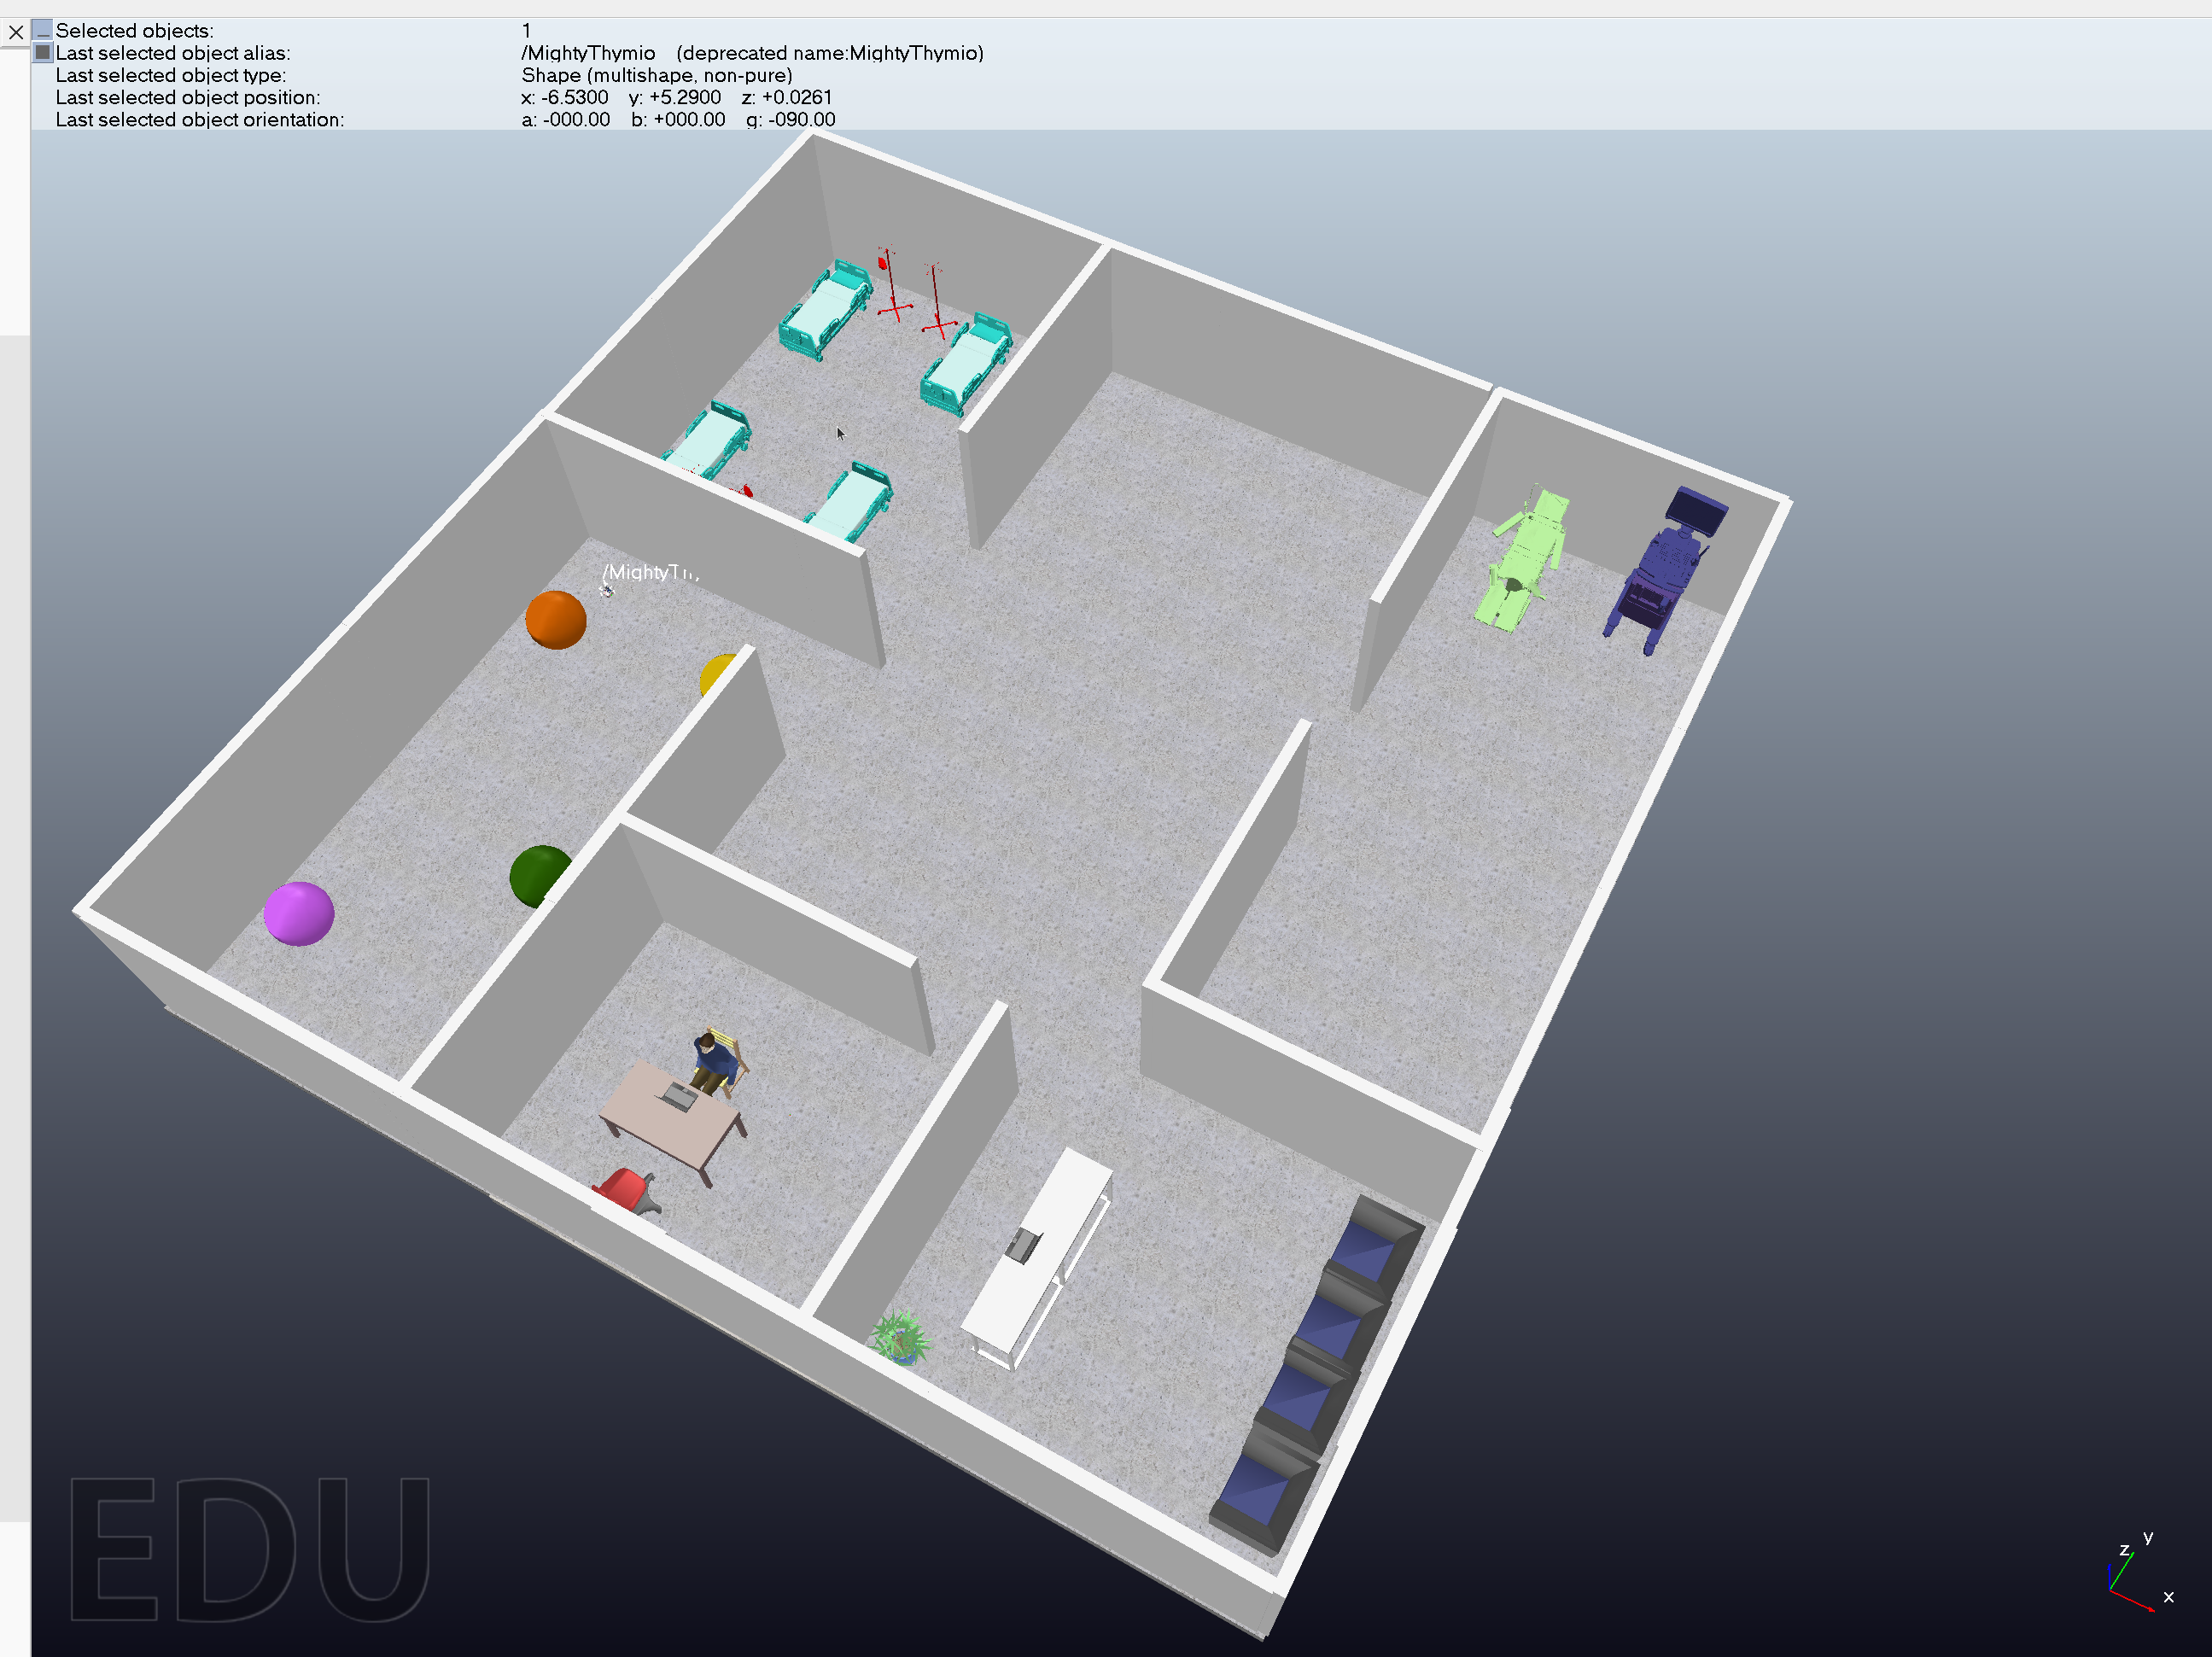 Selected objects: 1
Last selected object alias: /MightyThymio (deprecated name:MightyThymio)
Last selected object type: Shape (multishape, non-pure)
Last selected object position: x: -6.5300 y: +5.2900 z: +0.0261
Last selected object orientation: a: -000.00 b: +000.00 g: -090.00
EDU
y
z
x